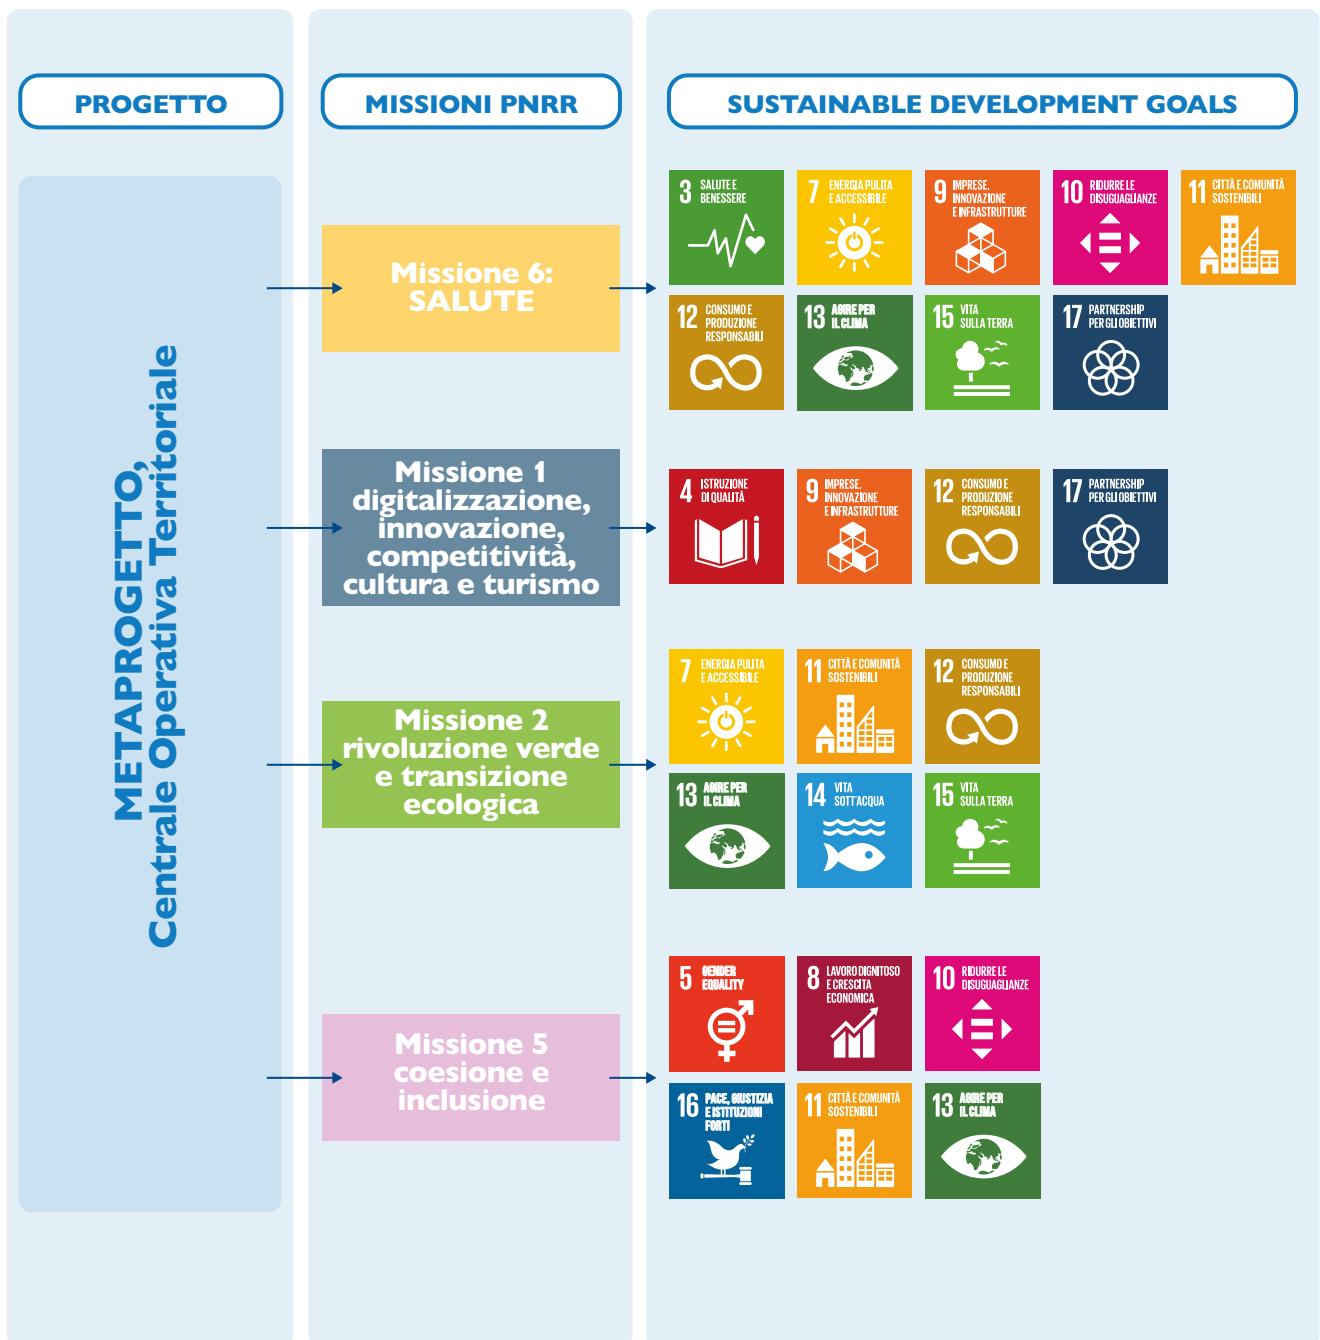 PROGETTO
MISSIONI PNRR
SUSTAINABLE DEVELOPMENT GOALS
METAPROGETTO,
Centrale Operativa Territoriale
Missione 6:
SALUTE
3 SALUTE E
BENESSERE
7 ENERGIA PULITA
E ACCESSIBILE
9 IMPRESE,
INNOVAZIONE
E INFRASTRUTTURE
10 RIDURRE LE
DISUGUAGLIANZE
11 CITTÀ E COMUNITÀ
SOSTENIBILI
12 CONSUMO E
PRODUZIONE
RESPONSABILI
13 AGIRE PER
IL CLIMA
15 VITA
SULLA TERRA
17 PARTNERSHIP
PER GLI OBIETTIVI
Missione 1
digitalizzazione,
innovazione,
competitività,
cultura e turismo
4 ISTRUZIONE
DI QUALITÀ
9 IMPRESE,
INNOVAZIONE
E INFRASTRUTTURE
12 CONSUMO E
PRODUZIONE
RESPONSABILI
17 PARTNERSHIP
PER GLI OBIETTIVI
Missione 2
rivoluzione verde
e transizione
ecologica
7 ENERGIA PULITA
E ACCESSIBILE
11 CITTÀ E COMUNITÀ
SOSTENIBILI
12 CONSUMO E
PRODUZIONE
RESPONSABILI
13 AGIRE PER
IL CLIMA
14 VITA
SOTT'ACQUA
15 VITA
SULLA TERRA
Missione 5
coesione e
inclusione
5 GENDER
EQUALITY
8 LAVORO DIGNITOSO
E CRESCITA
ECONOMICA
10 RIDURRE LE
DISUGUAGLIANZE
16 PACE, GIUSTIZIA
E ISTITUZIONI
FORTI
11 CITTÀ E COMUNITÀ
SOSTENIBILI
13 AGIRE PER
IL CLIMA